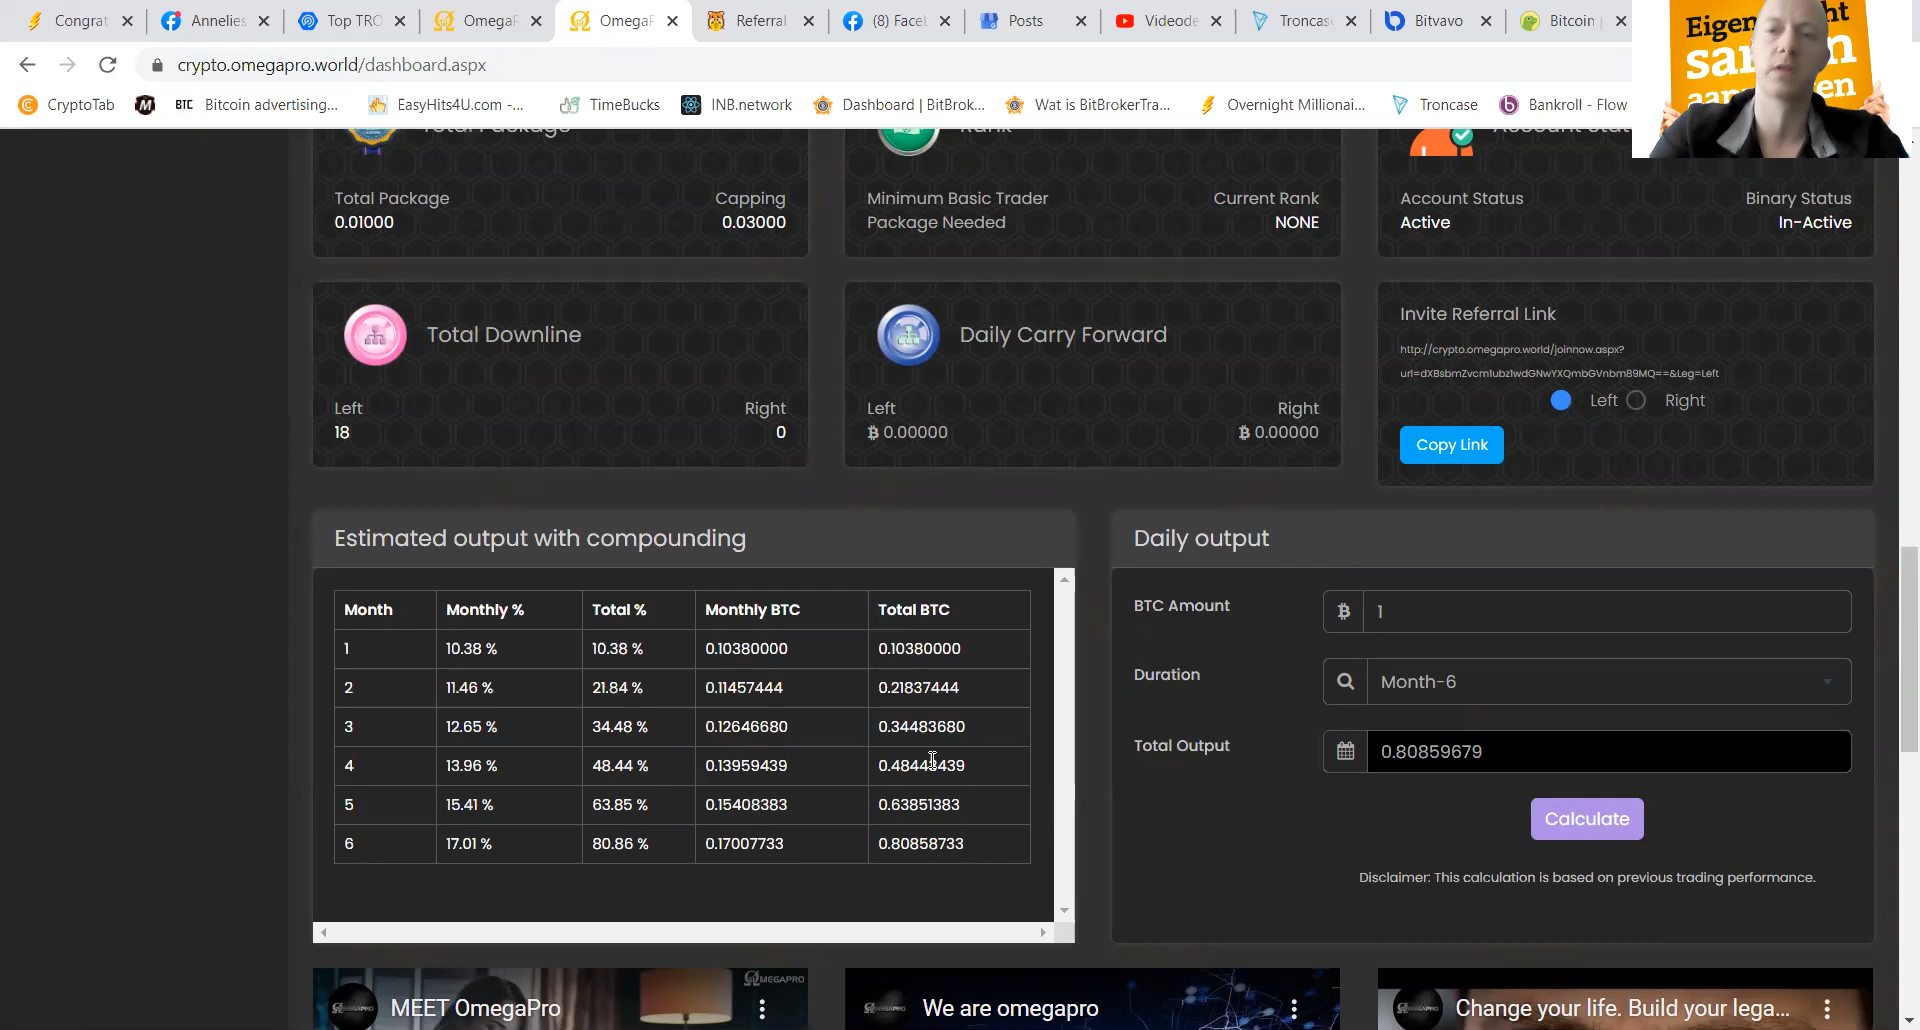 Congrat
Annelies
Top TRO
OmegaP
OmegaP
Referral
(8) Face
Posts
Videode
Troncas
Bitvavo
Bitcoin
crypto.omegapro.world/dashboard.aspx
CryptoTab
BTC Bitcoin advertising...
EasyHits4U.com -...
TimeBucks
INB.network
Dashboard | BitBrok...
Wat is BitBrokerTra...
Overnight Millionai...
Troncase
Bankroll - Flow
Total Package
Rank
Total Package
Capping
0.01000
0.03000
Minimum Basic Trader
Package Needed
Current Rank
NONE
Account Status
Binary Status
Active
In-Active
Total Downline
Left
Right
18
0
Daily Carry Forward
Left
Right
₿ 0.00000
₿ 0.00000
Invite Referral Link
http://crypto.omegapro.world/joinnow.aspx?
Left
Right
Copy Link
Estimated output with compounding
Month Monthly % Total % Monthly BTC Total BTC
1 10.38 % 10.38 % 0.10380000 0.10380000
2 11.46 % 21.84 % 0.11457444 0.21837444
3 12.65 % 34.48 % 0.12646680 0.34483680
4 13.96 % 48.44 % 0.13959439
5 15.41 % 63.85 % 0.15408383 0.63851383
6 17.01 % 80.86 % 0.17007733 0.80858733
Daily output
BTC Amount
₿ 1
Duration
Month-6
Total Output
0.80859679
Calculate
Disclaimer: This calculation is based on previous trading performance.
MEET OmegaPro
OMEGAPRO
We are omegapro
Change your life. Build your lega...